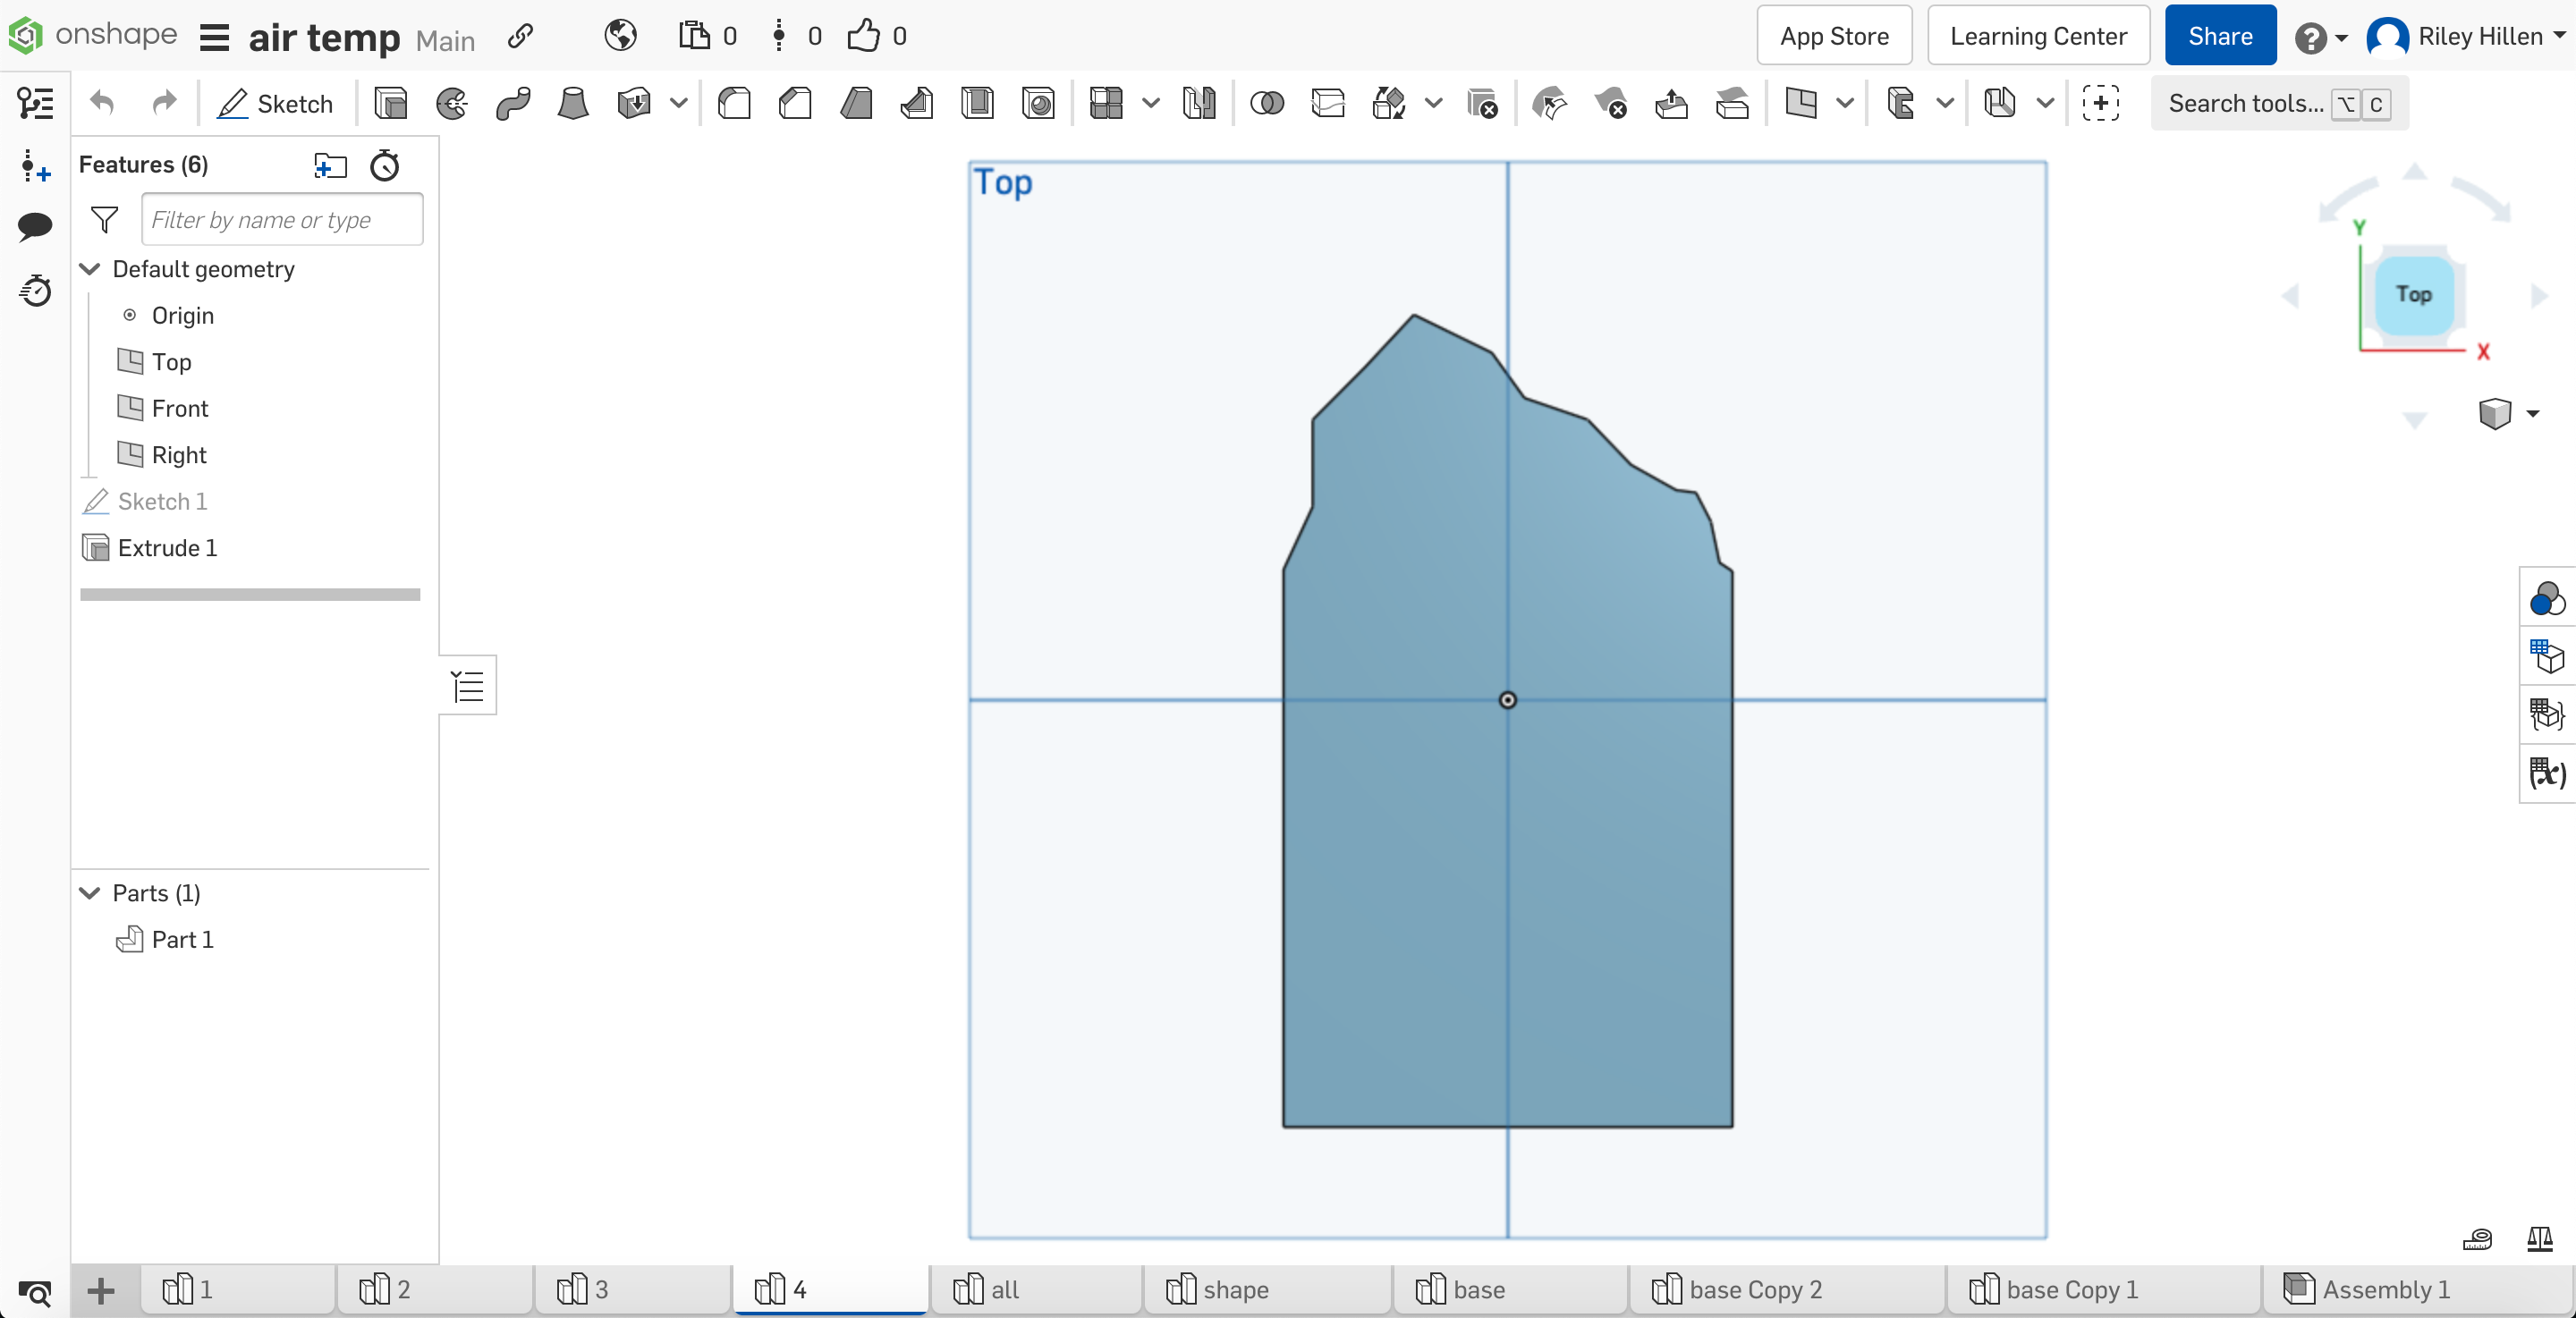 onshape air temp Main 0 0 0 App Store Learning Center Share ? Riley Hillen
Sketch Search tools... ⌥ C
Features (6)
Filter by name or type
Default geometry
Origin
Top
Front
Right
Sketch 1
Extrude 1
Parts (1)
Part 1
Top
Y
Top
X
(x)
1 2 3 4 all shape base base Copy 2 base Copy 1 Assembly 1